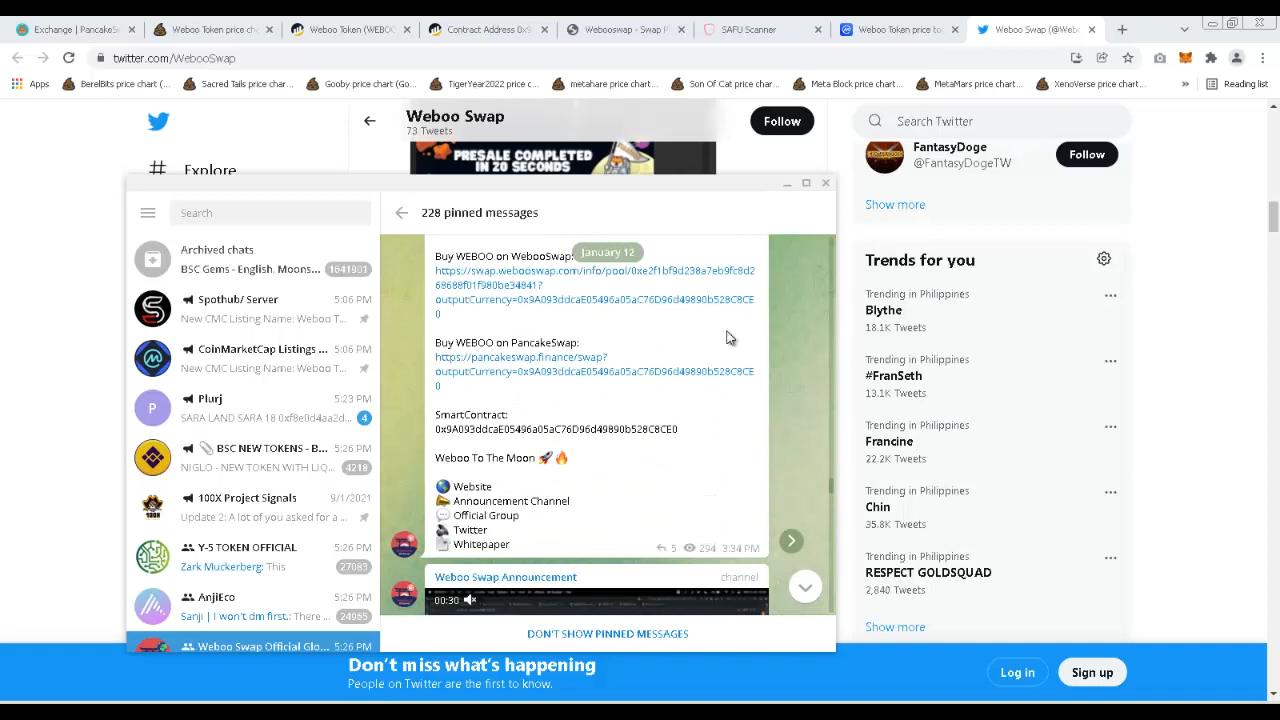 Exchange | PancakeS
Weboo Token price ch
Weboo Token (WEBOO
Contract Address
Webooswap - Swap
SAFU Scanner
Weboo Token price to
Weboo Swap (@Webo
twitter.com/WebooSwap
Apps
BerelBits price chart (...
Sacred Tails price char...
Gooby price chart (Go...
TigerYear2022 price c...
metahare price chart...
Son Of Cat price char...
Meta Block price char...
MetaMars price chart...
XenoVerse price chart...
»
Reading list
Weboo Swap
73 Tweets
Follow
Search Twitter
Explore
PRESALE COMPLETED
IN 20 SECONDS
FantasyDoge
@FantasyDogeTW
Follow
Show more
Trends for you
Trending in Philippines
Blythe
18.1K Tweets
Trending in Philippines
#FranSeth
13.1K Tweets
Trending in Philippines
Francine
22.2K Tweets
Trending in Philippines
Chin
35.8K Tweets
Trending in Philippines
RESPECT GOLDSQUAD
2,840 Tweets
Show more
Search
228 pinned messages
Archived chats
BSC Gems - English, Moons... 1641901
Spothub/ Server 5:06 PM
New CMC Listing Name: Weboo T...
CoinMarketCap Listings ... 5:06 PM
New CMC Listing Name: Weboo T...
P
Plurj 5:23 PM
SARA LAND SARA 18 0xf8e0d4aa2d... 4
BSC NEW TOKENS - B... 5:26 PM
NIGLO - NEW TOKEN WITH LIQ... 4218
100X Project Signals 9/1/2021
Update 2: A lot of you asked for a ...
Y-5 TOKEN OFFICIAL 5:26 PM
Zark Muckerberg: This 27083
AnjiEco 5:26 PM
Sanji | I won't dm first.: There ... 24965
Weboo Swap Official Glo... 5:26 PM
January 12
Buy WEBOO on WebooSwap:
https://swap.webooswap.com/info/pool/0xe2f1bf9d238a7eb9fc8d2
68688f01f980be34841?
outputCurrency=0x9A093ddcaE05496a05aC76D96d49890b528C8CE
0
Buy WEBOO on PancakeSwap:
https://pancakeswap.finance/swap?
outputCurrency=0x9A093ddcaE05496a05aC76D96d49890b528C8CE
0
SmartContract:
0x9A093ddcaE05496a05aC76D96d49890b528C8CE0
Weboo To The Moon 🚀🔥
Website
Announcement Channel
Official Group
Twitter
Whitepaper
5 294 3:34 PM
Weboo Swap Announcement channel
00:30
DON'T SHOW PINNED MESSAGES
Don't miss what's happening
People on Twitter are the first to know.
Log in
Sign up